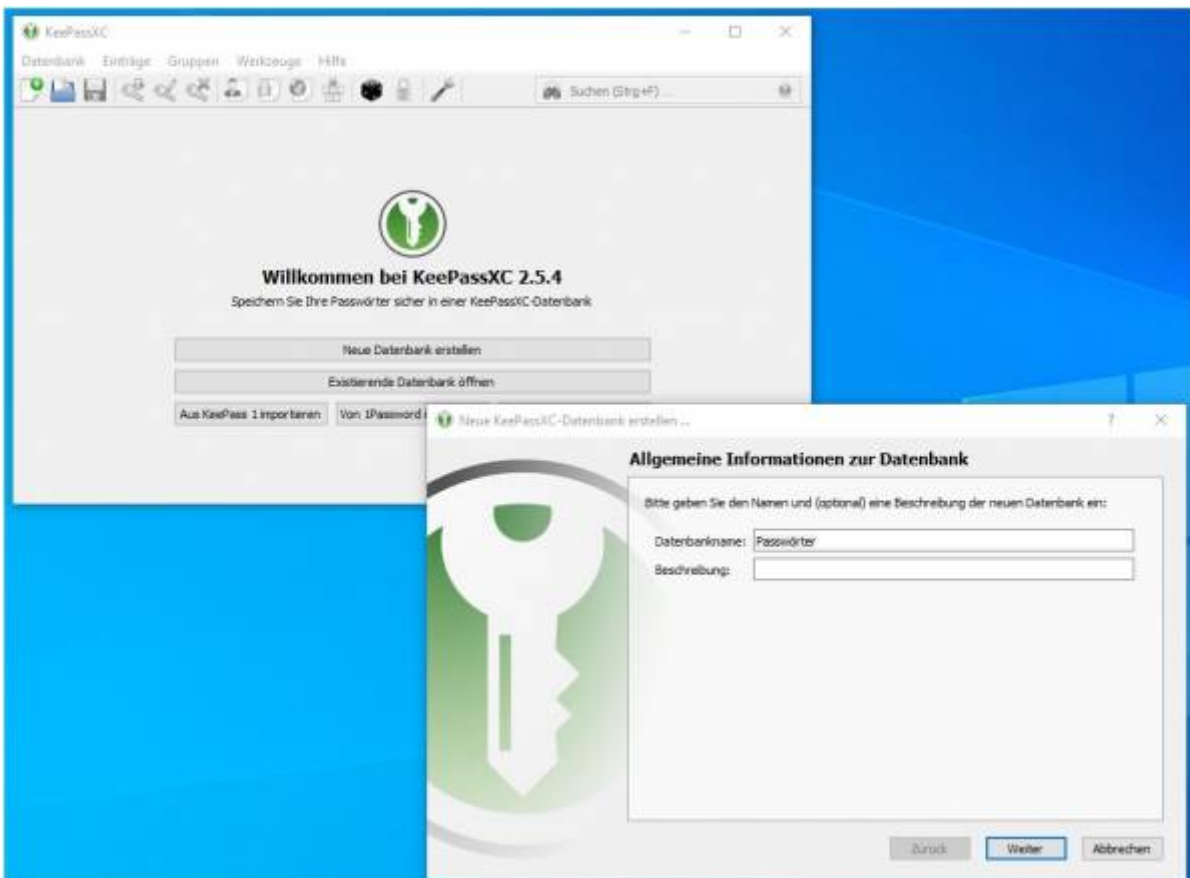 KeePassXC
Datenbank Einträge Gruppen Werkzeuge Hilfe
Suchen (Strg+F) ...
Willkommen bei KeePassXC 2.5.4
Speichern Sie Ihre Passwörter sicher in einer KeePassXC-Datenbank
Neue Datenbank erstellen
Existierende Datenbank öffnen
Aus KeePass 1 importieren Von 1Password
Neue KeePassXC-Datenbank erstellen ...
Allgemeine Informationen zur Datenbank
Bitte geben Sie den Namen und (optional) eine Beschreibung der neuen Datenbank ein:
Datenbankname: Passwörter
Beschreibung:
Zurück Weiter Abbrechen